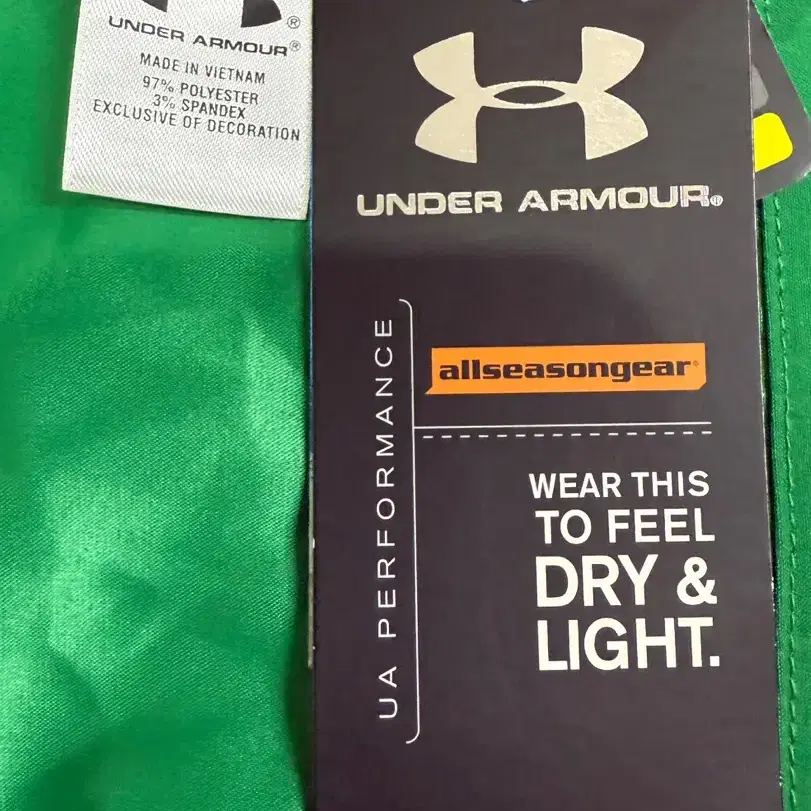 UNDER ARMOUR®
MADE IN VIETNAM
97% POLYESTER
3% SPANDEX
EXCLUSIVE OF DECORATION
UNDER ARMOUR®
UA PERFORMANCE
allseasongear®
WEAR THIS
TO FEEL
DRY &
LIGHT.